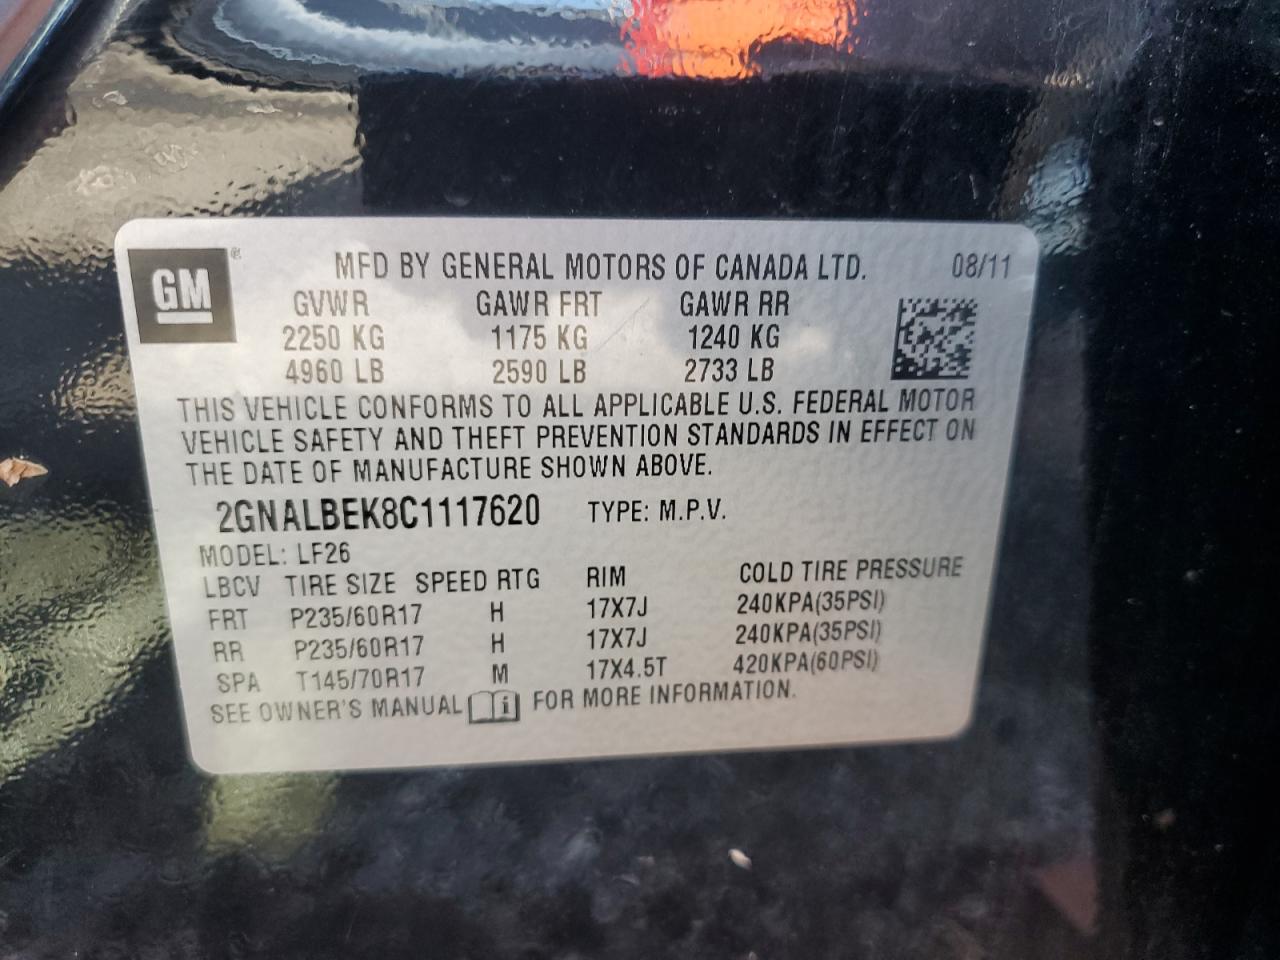 GM ®
MFD BY GENERAL MOTORS OF CANADA LTD. 08/11
GVWR GAWR FRT GAWR RR
2250 KG 1175 KG 1240 KG
4960 LB 2590 LB 2733 LB
THIS VEHICLE CONFORMS TO ALL APPLICABLE U.S. FEDERAL MOTOR
VEHICLE SAFETY AND THEFT PREVENTION STANDARDS IN EFFECT ON
THE DATE OF MANUFACTURE SHOWN ABOVE.
2GNALBEK8C1117620 TYPE: M.P.V.
MODEL: LF26
LBCV TIRE SIZE SPEED RTG RIM COLD TIRE PRESSURE
FRT P235/60R17 H 17X7J 240KPA(35PSI)
RR P235/60R17 H 17X7J 240KPA(35PSI)
SPA T145/70R17 M 17X4.5T 420KPA(60PSI)
SEE OWNER'S MANUAL i FOR MORE INFORMATION.